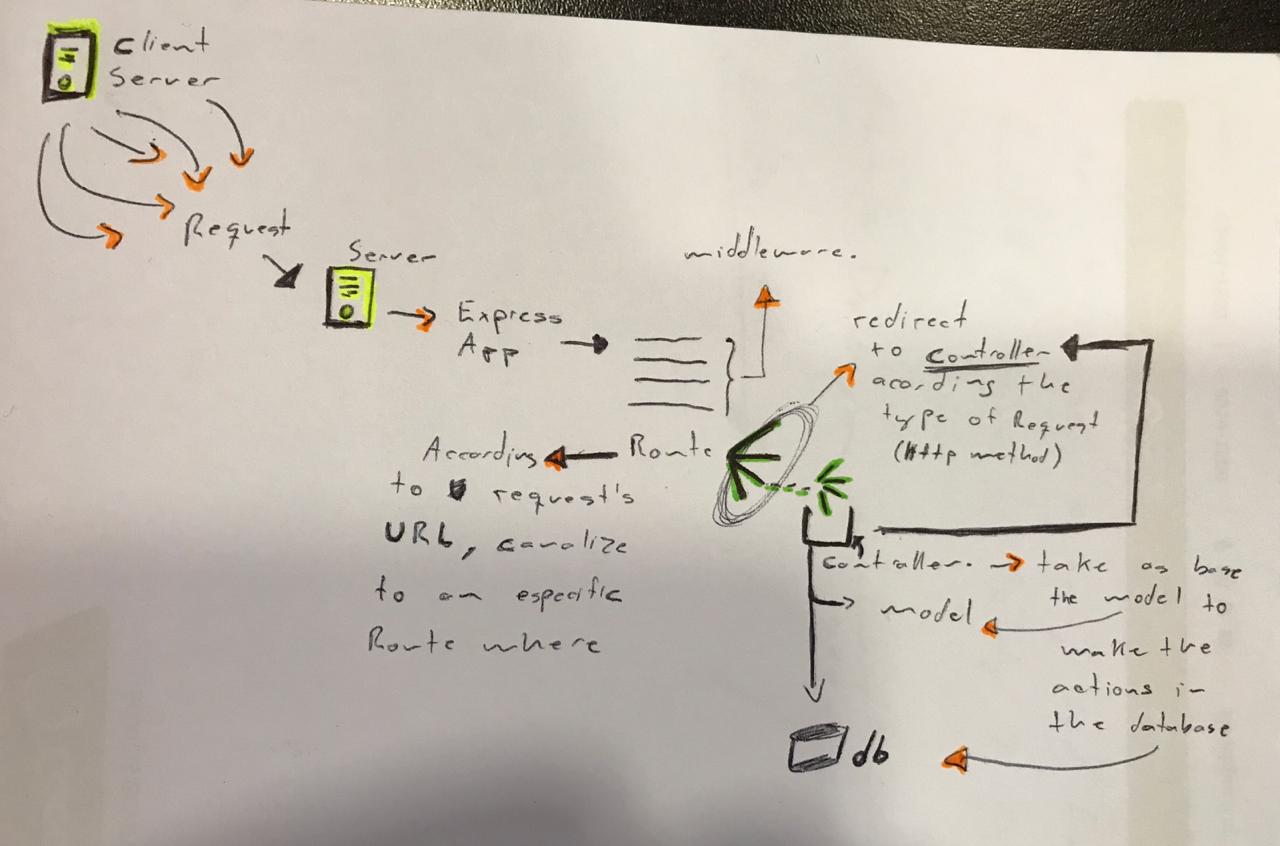 Client
Server
Request
Server
Express
App
middleware.
redirect
to Controller
acording the
type of Request
(Http method)
Route
According
to request's
URL, canalize
to an especific
Route where
controller.
take as base
the model to
make the
actions in
the database
model
db